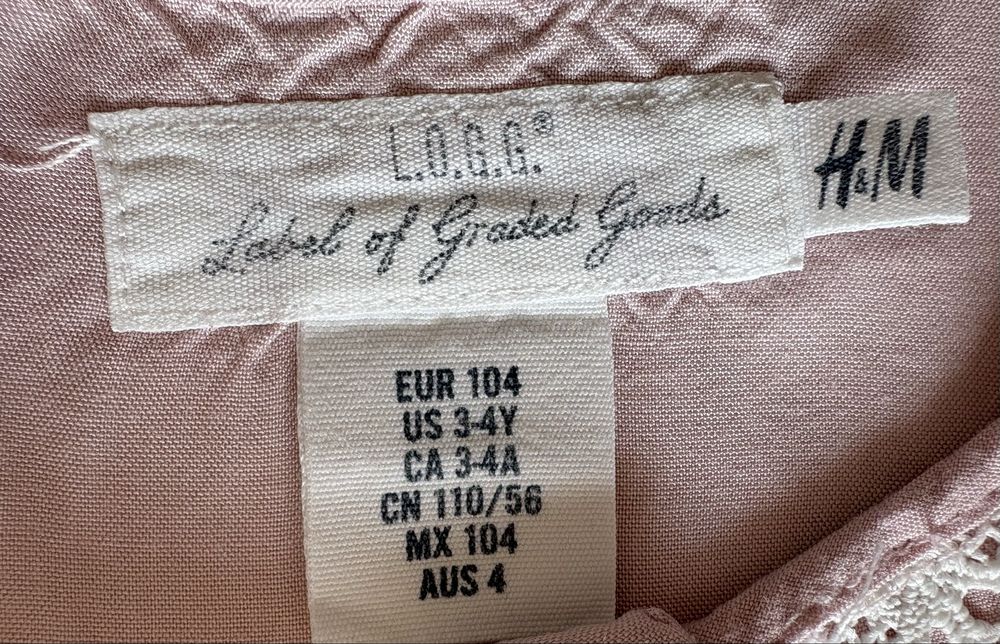 L.O.G.G.®
Label of Graded Goods
H&M
EUR 104
US 3-4Y
CA 3-4A
CN 110/56
MX 104
AUS 4